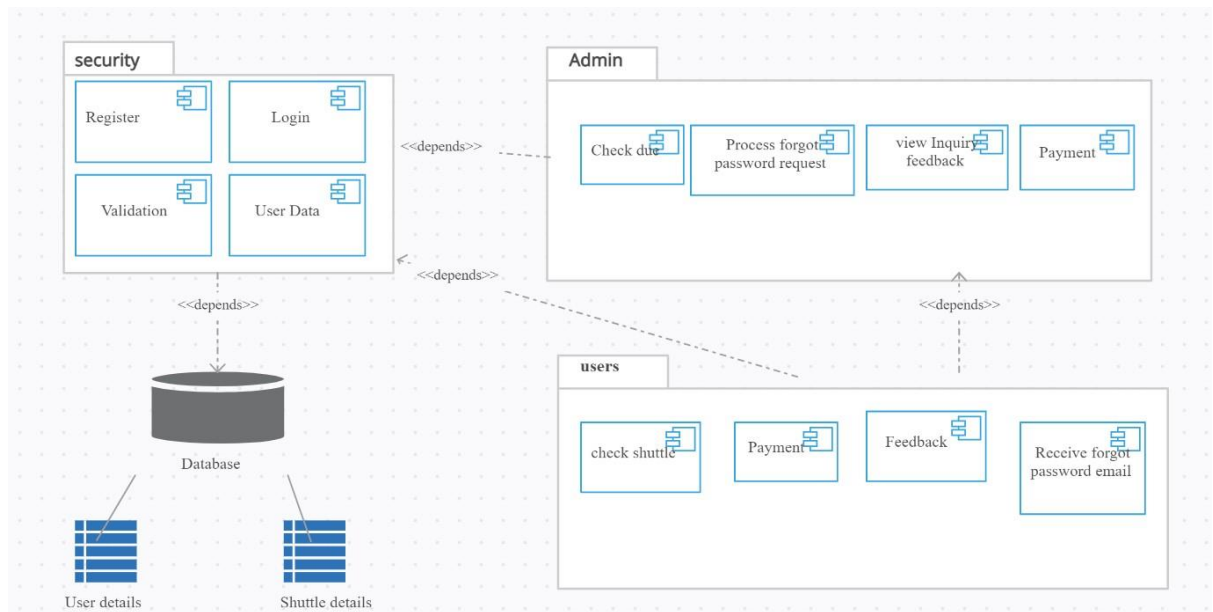 security
Register
Login
Validation
User Data
<<depends>>
Admin
Check due
Process forgot
password request
view Inquiry
feedback
Payment
<<depends>>
<<depends>>
<<depends>>
Database
User details
Shuttle details
users
check shuttle
Payment
Feedback
Receive forgot
password email